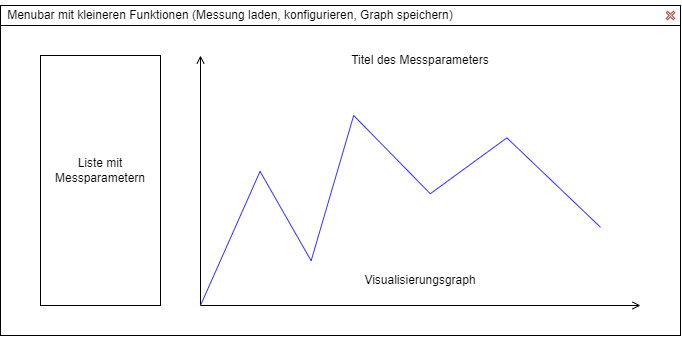 Menubar mit kleineren Funktionen (Messung laden, konfigurieren, Graph speichern)
Titel des Messparameters
Liste mit
Messparametern
Visualisierungsgraph